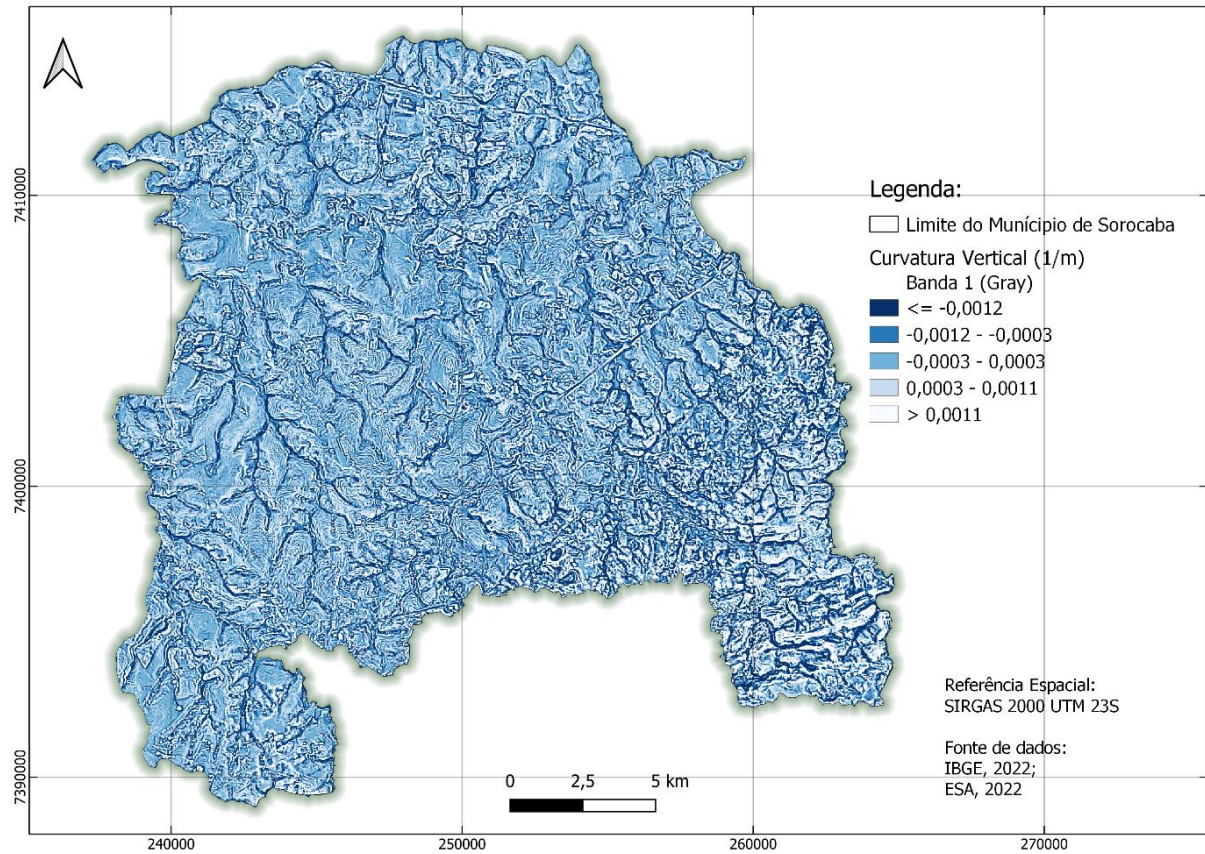 7410000
7400000
7390000
Legenda:
Limite do Munícipio de Sorocaba
Curvatura Vertical (1/m)
Banda 1 (Gray)
<= -0,0012
-0,0012 - -0,0003
-0,0003 - 0,0003
0,0003 - 0,0011
> 0,0011
Referência Espacial:
SIRGAS 2000 UTM 23S
Fonte de dados:
IBGE, 2022;
ESA, 2022
0 2,5 5 km
240000 250000 260000 270000